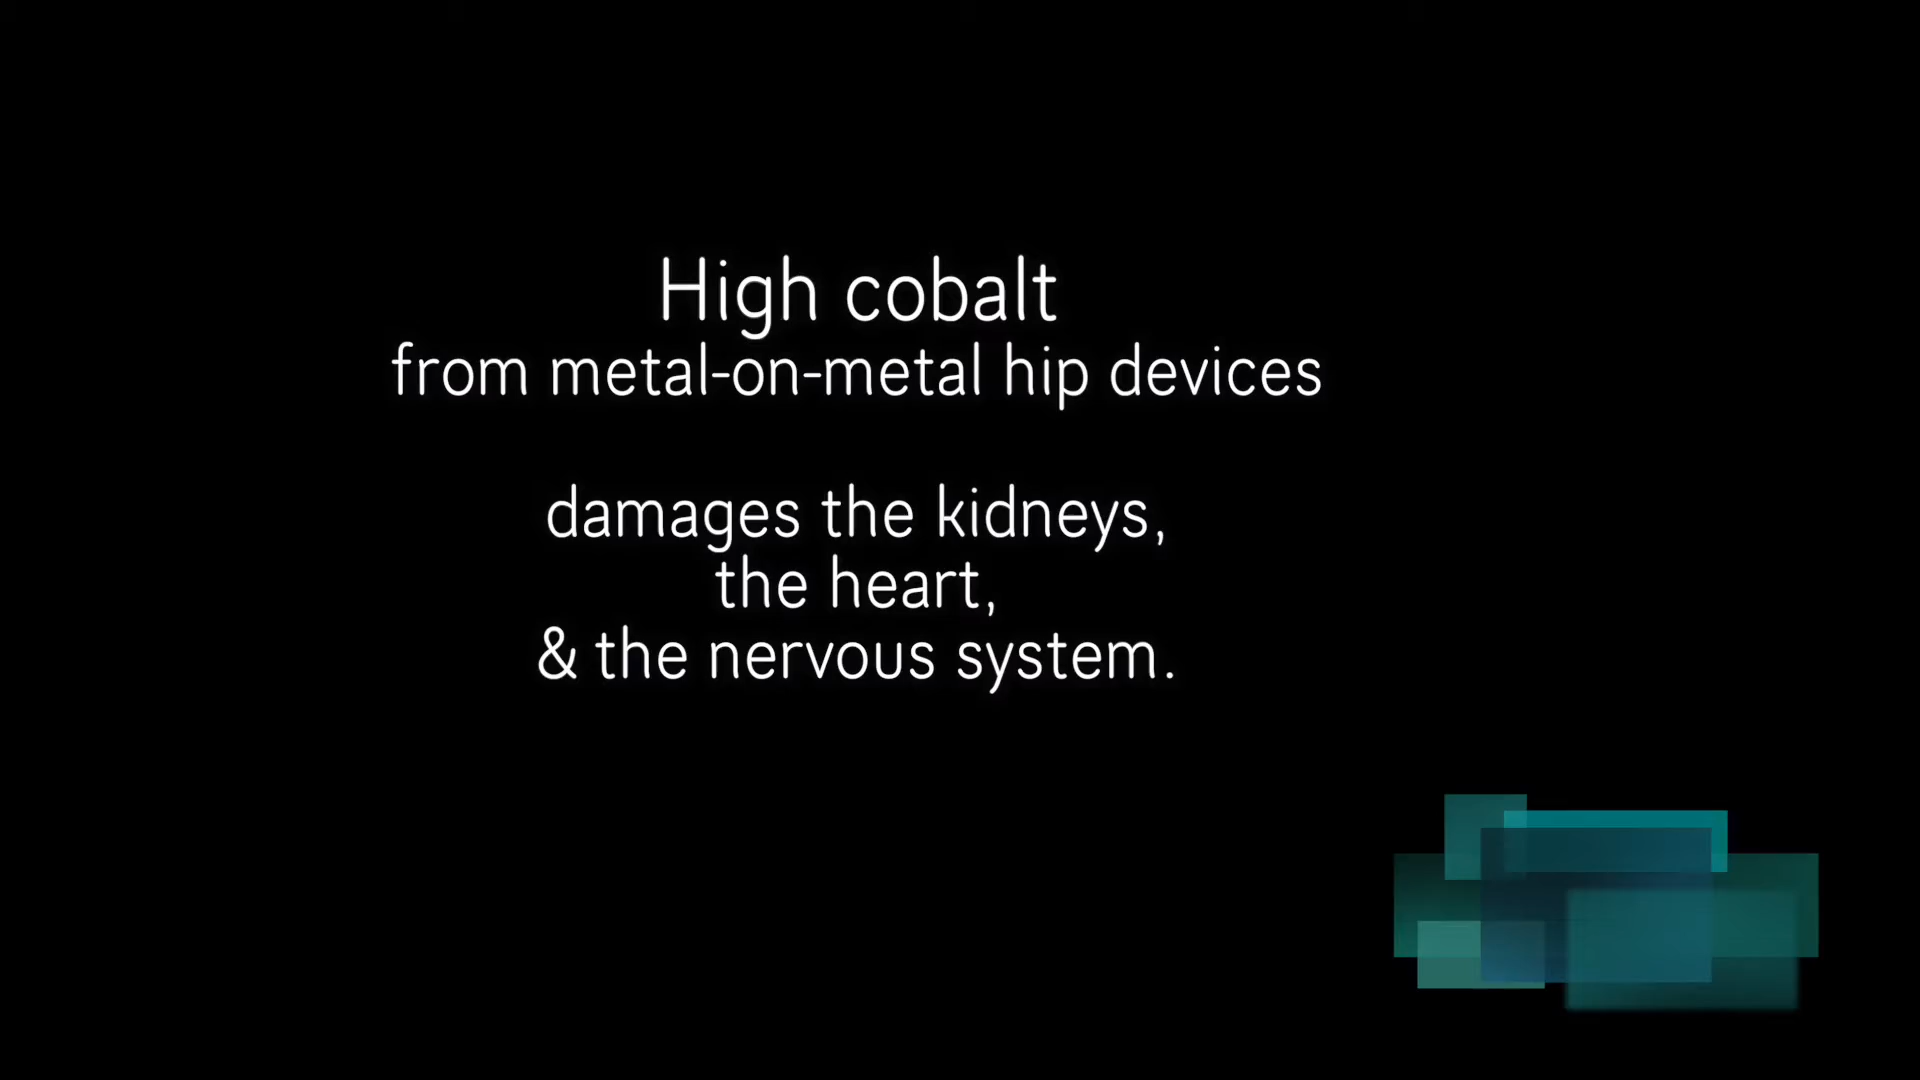 High cobalt
from metal-on-metal hip devices
damages the kidneys,
the heart,
& the nervous system.